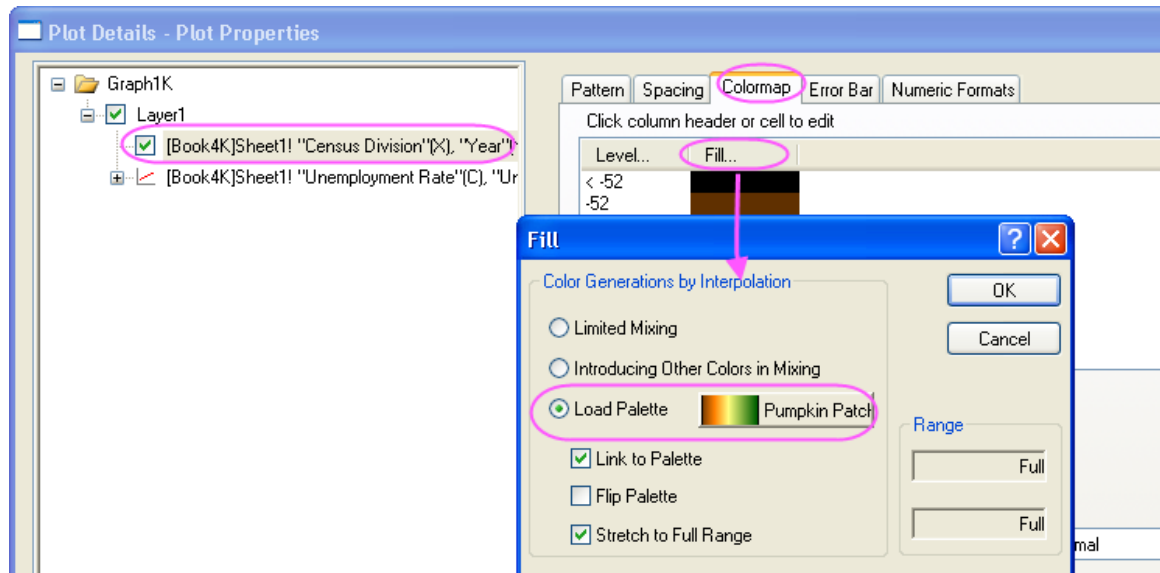 Plot Details - Plot Properties
Graph1K
Layer1
[Book4K]Sheet1! "Census Division"(X), "Year"(
[Book4K]Sheet1! "Unemployment Rate"(C), "Ur
Pattern Spacing Colormap Error Bar Numeric Formats
Click column header or cell to edit
Level... Fill...
< -52
-52
Fill
Color Generations by Interpolation
OK
Limited Mixing
Cancel
Introducing Other Colors in Mixing
Load Palette Pumpkin Patch
Range
Link to Palette
Full
Flip Palette
Full
Stretch to Full Range
mal